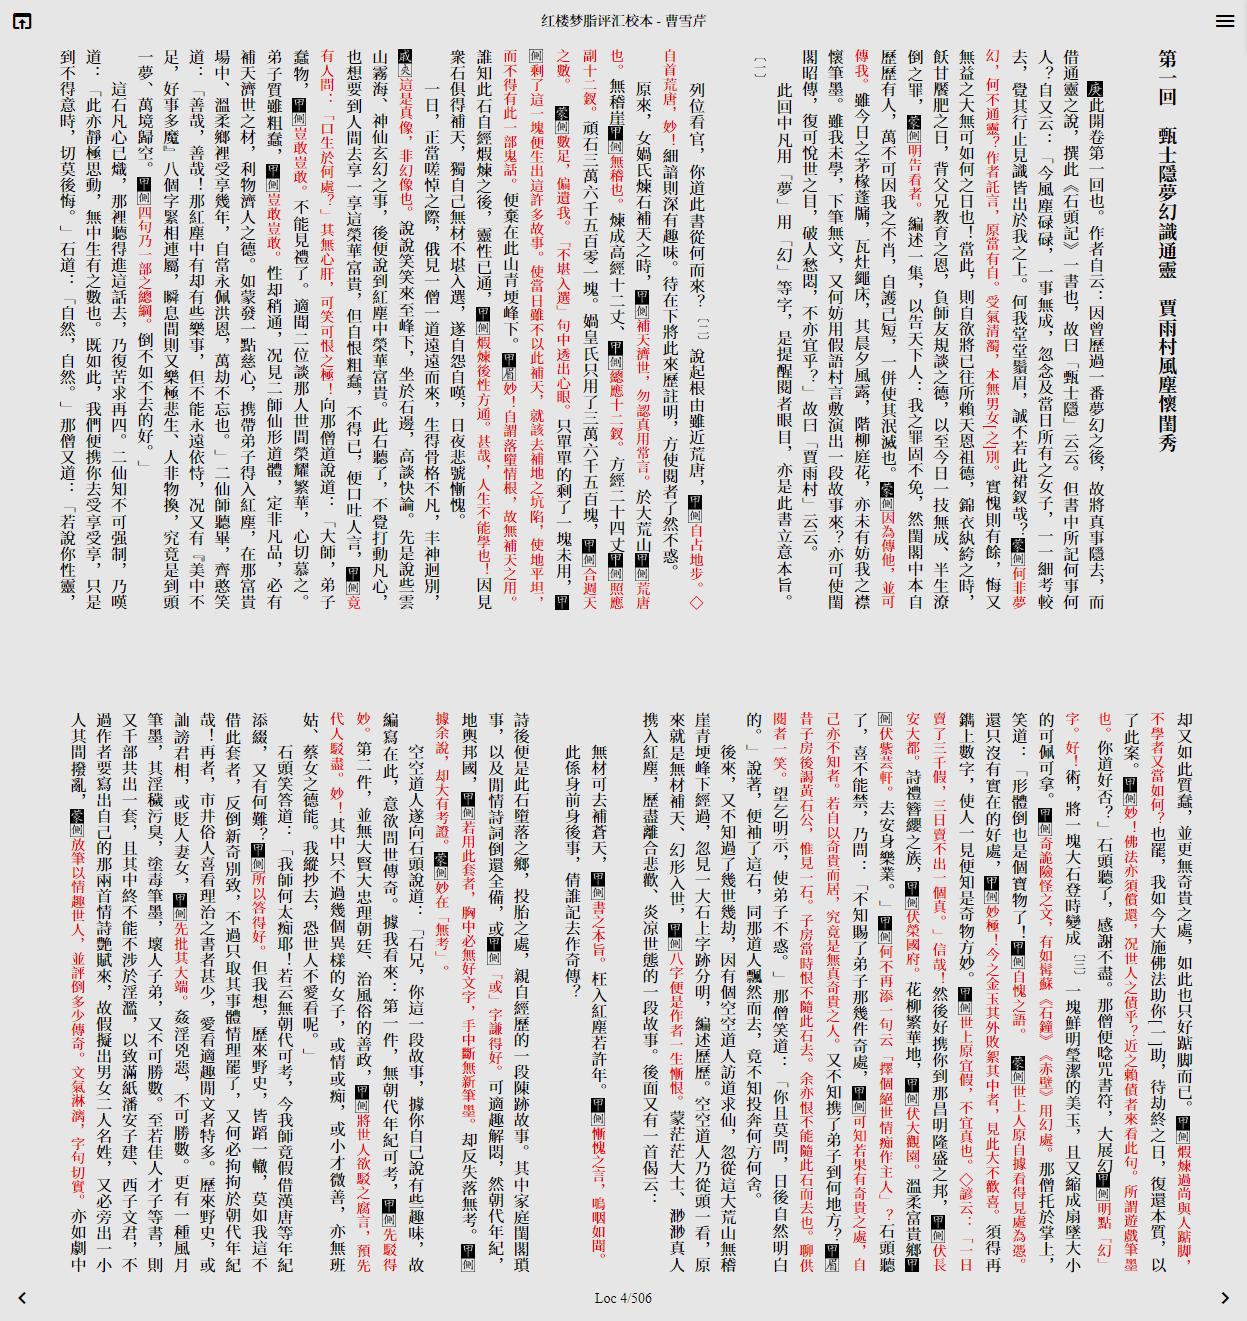 红楼梦脂评汇校本 - 曹雪芹
第一回　甄士隱夢幻識通靈　賈雨村風塵懷閨秀
庚此開卷第一回也。作者自云：因曾歷過一番夢幻之後，故將真事隱去，而
借通靈之說，撰此《石頭記》一書也，故曰「甄士隱」云云。但書中所記何事何
人？自又云：「今風塵碌碌，一事無成，忽念及當日所有之女子，一一細考較
去，覺其行止見識皆出於我之上。何我堂堂鬚眉，誠不若此裙釵哉？蒙側何非夢
幻，何不通靈？作者託言，原當有自。受氣清濁，本無男女[之]別。實愧則有餘，悔又
無益之大無可如何之日也！當此，則自欲將已往所賴天恩祖德，錦衣紈絝之時，
飫甘饜肥之日，背父兄教育之恩，負師友規談之德，以至今日一技無成、半生潦
倒之罪，蒙側明告看者。編述一集，以告天下人：我之罪固不免，然閨閣中本自
歷歷有人，萬不可因我之不肖，自護己短，一併使其泯滅也。蒙側因為傳他，並可
傳我。雖今日之茅椽蓬牖，瓦灶繩床，其晨夕風露，階柳庭花，亦未有妨我之襟
懷筆墨。雖我未學，下筆無文，又何妨用假語村言敷演出一段故事來？亦可使閨
閣昭傳，復可悅世之目，破人愁悶，不亦宜乎？」故曰「賈雨村」云云。
此回中凡用「夢」用「幻」等字，是提醒閱者眼目，亦是此書立意本旨。
〔一〕
列位看官，你道此書從何而來？〔二〕說起根由雖近荒唐，甲側自占地步。◇
自首荒唐，妙！細諳則深有趣味。待在下將此來歷註明，方使閱者了然不惑。
原來，女媧氏煉石補天之時，甲側補天濟世，勿認真用常言。於大荒山甲側荒唐
也。無稽崖甲側無稽也。煉成高經十二丈、甲側總應十二釵。方經二十四丈甲側照應
副十二釵。頑石三萬六千五百零一塊。媧皇氏只用了三萬六千五百塊，甲側合週天
之數。蒙側數足，偏遺我。「不堪入選」句中透出心眼。只單單的剩了一塊未用，甲
側剩了這一塊便生出這許多故事。使當日雖不以此補天，就該去補地之坑陷，使地平坦，
而不得有此一部鬼話。便棄在此山青埂峰下。甲眉妙！自謂落墮情根，故無補天之用。
誰知此石自經煆煉之後，靈性已通，甲側煆煉後性方通。甚哉，人生不能學也！因見
衆石俱得補天，獨自己無材不堪入選，遂自怨自嘆，日夜悲號慚愧。
一日，正當嗟悼之際，俄見一僧一道遠遠而來，生得骨格不凡，丰神迥別，
戚夾這是真像，非幻像也。說說笑笑來至峰下，坐於石邊，高談快論。先是說些雲
山霧海、神仙玄幻之事，後便說到紅塵中榮華富貴。此石聽了，不覺打動凡心，
也想要到人間去享一享這榮華富貴，但自恨粗蠢，不得已，便口吐人言，甲側竟
有人問：「口生於何處？」其無心肝，可笑可恨之極！向那僧道說道：「大師，弟子
蠢物，甲側豈敢豈敢。不能見禮了。適聞二位談那人世間榮耀繁華，心切慕之。
弟子質雖粗蠢，甲側豈敢豈敢。性却稍通，况見二師仙形道體，定非凡品，必有
補天濟世之材，利物濟人之德。如蒙發一點慈心，携帶弟子得入紅塵，在那富貴
場中、溫柔鄉裡受享幾年，自當永佩洪恩，萬劫不忘也。」二仙師聽畢，齊憨笑
道：「善哉，善哉！那紅塵中有却有些樂事，但不能永遠依恃，況又有『美中不
足，好事多魔』八個字緊相連屬，瞬息間則又樂極悲生、人非物換，究竟是到頭
一夢、萬境歸空。甲側四句乃一部之總綱。倒不如不去的好。」
這石凡心已熾，那裡聽得進這話去，乃復苦求再四。二仙知不可强制，乃嘆
道：「此亦靜極思動，無中生有之數也。既如此，我們便携你去受享受享，只是
到不得意時，切莫後悔。」石道：「自然，自然。」那僧又道：「若說你性靈，
却又如此質蠢，並更無奇貴之處，如此也只好踮脚而已。甲側煆煉過尚與人踮脚，
不學者又當如何？也罷，我如今大施佛法助你[一]助，待劫終之日，復還本質，以
了此案。甲側妙！佛法亦須償還，况世人之債乎？近之賴債者來看此句。所謂遊戲筆墨
也。你道好否？」石頭聽了，感謝不盡。那僧便唸咒書符，大展幻甲側明點「幻」
字。好！術，將一塊大石登時變成〔三〕一塊鮮明瑩潔的美玉，且又縮成扇墜大小
的可佩可拿。甲側奇詭險怪之文，有如髯蘇《石鐘》《赤壁》用幻處。那僧托於掌上，
笑道：「形體倒也是個寶物了！甲側自愧之語。蒙側世上人原自據看得見處為憑。
還只沒有實在的好處，甲側妙極！今之金玉其外敗絮其中者，見此大不歡喜。須得再
鐫上數字，使人一見便知是奇物方妙。甲側世上原宜假，不宜真也。◇諺云：「一日
賣了三千假，三日賣不出一個真。」信哉！然後好携你到那昌明隆盛之邦，甲側伏長
安大都。詩禮簪纓之族，甲側伏榮國府。花柳繁華地，甲側伏大觀園。溫柔富貴鄉甲
側伏紫芸軒。去安身樂業。」甲側何不再添一句云「擇個絕世情痴作主人」？石頭聽
了，喜不能禁，乃問：「不知賜了弟子那幾件奇處，甲側可知若果有奇貴之處，自
己亦不知者。若自以奇貴而居，究竟是無真奇貴之人。又不知携了弟子到何地方？甲眉
昔子房後謁黃石公，惟見一石。子房當時恨不隨此石去。余亦恨不能隨此石而去也。聊供
閱者一笑。望乞明示，使弟子不惑。」那僧笑道：「你且莫問，日後自然明白
的。」說著，便袖了這石，同那道人飄然而去，竟不知投奔何方何舍。
後來，又不知過了幾世幾劫，因有個空空道人訪道求仙，忽從這大荒山無稽
崖青埂峰下經過，忽見一大石上字跡分明，編述歷歷。空空道人乃從頭一看，原
來就是無材補天、幻形入世，甲側八字便是作者一生慚恨。蒙茫茫大士、渺渺真人
携入紅塵，歷盡離合悲歡、炎凉世態的一段故事。後面又有一首偈云：
無材可去補蒼天，甲側書之本旨。枉入紅塵若許年。甲側慚愧之言，嗚咽如聞。
此係身前身後事，倩誰記去作奇傳？
詩後便是此石墮落之鄉，投胎之處，親自經歷的一段陳跡故事。其中家庭閨閣瑣
事，以及閒情詩詞倒還全備，或甲側「或」字謙得好。可適趣解悶，然朝代年紀，
地輿邦國，甲側若用此套者，胸中必無好文字，手中斷無新筆墨。却反失落無考。甲側
據余說，却大有考證。蒙側妙在「無考」。
空空道人遂向石頭說道：「石兄，你這一段故事，據你自己說有些趣味，故
編寫在此，意欲問世傳奇。據我看來：第一件，無朝代年紀可考，甲側先駁得
妙。第二件，並無大賢大忠理朝廷、治風俗的善政，甲側將世人欲駁之腐言，預先
代人駁盡。妙！其中只不過幾個異樣的女子，或情或痴，或小才微善，亦無班
姑、蔡女之德能。我縱抄去，恐世人不愛看呢。」
石頭笑答道：「我師何太痴耶！若云無朝代可考，今我師竟假借漢唐等年紀
添綴，又有何難？甲側所以答得好。但我想，歷來野史，皆蹈一轍，莫如我這不
借此套者，反倒新奇別致，不過只取其事體情理罷了，又何必拘拘於朝代年紀
哉！再者，市井俗人喜看理治之書者甚少，愛看適趣閒文者特多。歷來野史，或
訕謗君相，或貶人妻女，甲側先批其大端。姦淫兇惡，不可勝數。更有一種風月
筆墨，其淫穢污臭，塗毒筆墨，壞人子弟，又不可勝數。至若佳人才子等書，則
又千部共出一套，且其中終不能不涉於淫濫，以致滿紙潘安子建、西子文君，不
過作者要寫出自己的那兩首情詩艷賦來，故假擬出男女二人名姓，又必旁出一小
人其間撥亂，蒙側放筆以情趣世人，並評倒多少傳奇。文氣淋漓，字句切實。亦如劇中
Loc 4/506